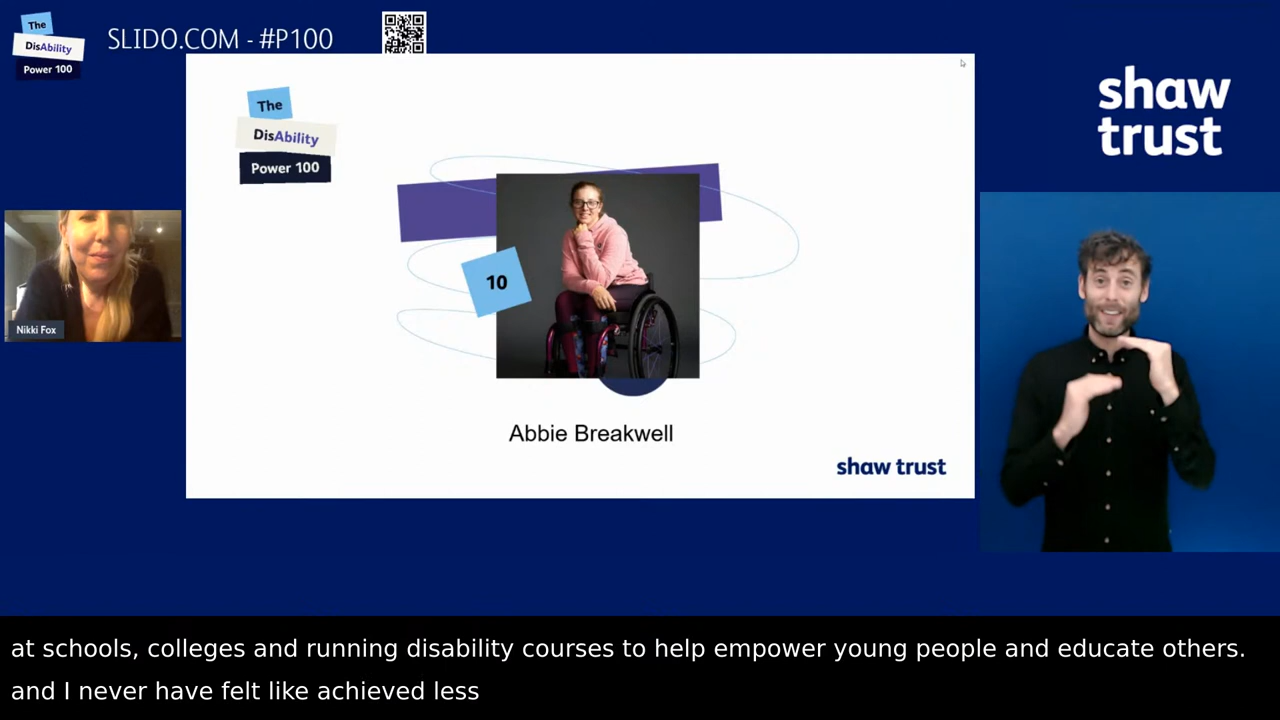 The
DisAbility
Power 100
SLIDO.COM - #P100
shaw
trust
The
DisAbility
Power 100
10
Nikki Fox
Abbie Breakwell
shaw trust
at schools, colleges and running disability courses to help empower young people and educate others.
and I never have felt like achieved less